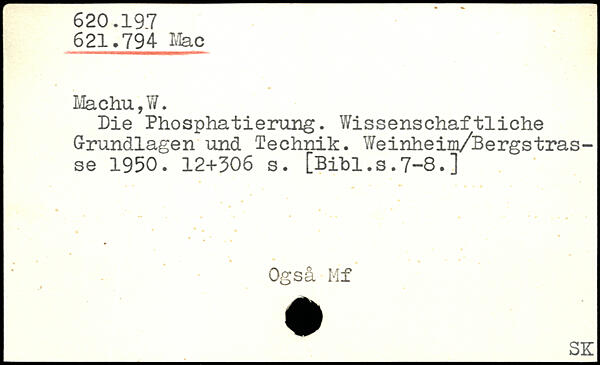 620.197
621.794 Mac
Machu,W.
Die Phosphatierung. Wissenschaftliche
Grundlagen und Technik. Weinheim/Bergstras-
se 1950. 12+306 s. [Bibl.s.7-8.]
Også Mf
SK